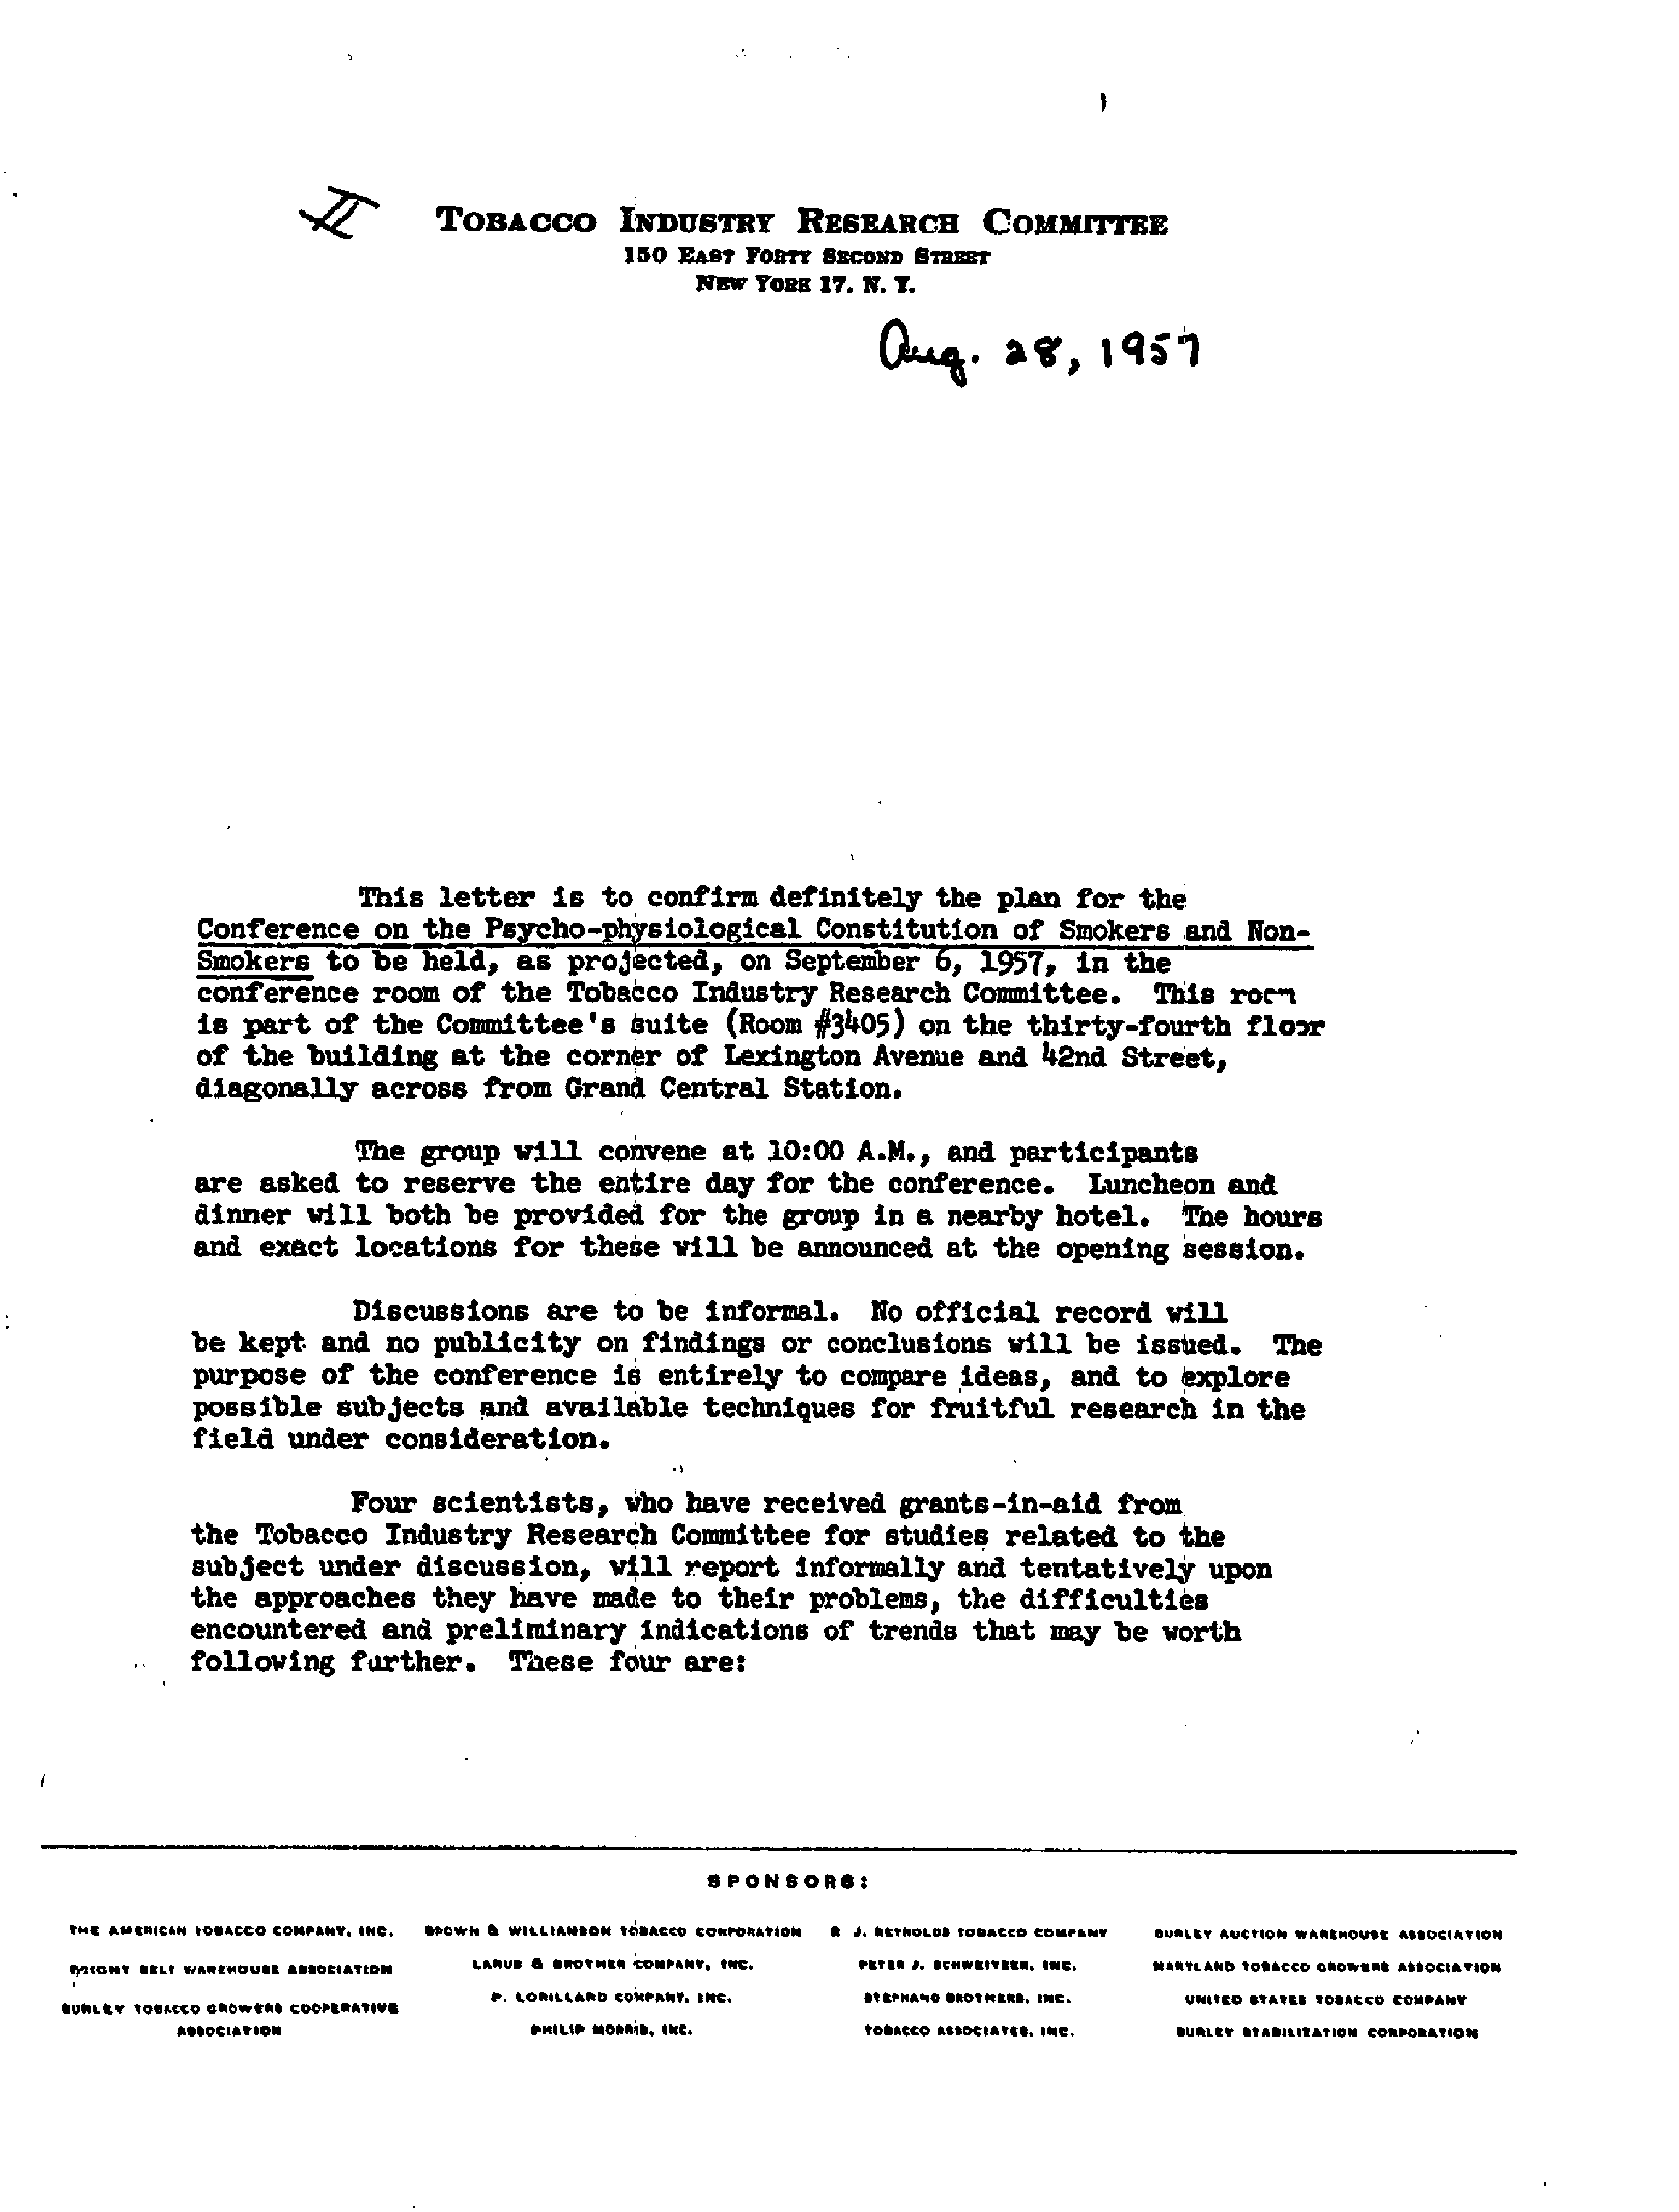 II
TOBACCO INDUSTRY RESEARCH COMMITTEE
150 EAST FORTY SECOND STREET
NEW YORK 17. N. Y.
Aug. 28, 1957
This letter is to confirm definitely the plan for the
Conference on the Psycho-physiological Constitution of Smokers and Non-
Smokers to be held, as projected, on September 6, 1957, in the
conference room of the Tobacco Industry Research Committee. This room
is part of the Committee's suite (Room #3405) on the thirty-fourth floor
of the building at the corner of Lexington Avenue and 42nd Street,
diagonally across from Grand Central Station.
The group will convene at 10:00 A.M., and participants
are asked to reserve the entire day for the conference. Luncheon and
dinner will both be provided for the group in a nearby hotel. The hours
and exact locations for these will be announced at the opening session.
Discussions are to be informal. No official record will
be kept and no publicity on findings or conclusions will be issued. The
purpose of the conference is entirely to compare ideas, and to explore
possible subjects and available techniques for fruitful research in the
field under consideration.
Four scientists, who have received grants-in-aid from
the Tobacco Industry Research Committee for studies related to the
subject under discussion, will report informally and tentatively upon
the approaches they have made to their problems, the difficulties
encountered and preliminary indications of trends that may be worth
following further. These four are:
SPONSORS:
THE AMERICAN TOBACCO COMPANY, INC. BROWN & WILLIAMSON TOBACCO CORPORATION R. J. REYNOLDS TOBACCO COMPANY BURLEY AUCTION WAREHOUSE ASSOCIATION
BRIGHT BELT WAREHOUSE ASSOCIATION LARUS & BROTHER COMPANY, INC. PETER J. SCHWEITZER, INC. MARYLAND TOBACCO GROWERS ASSOCIATION
BURLEY TOBACCO GROWERS COOPERATIVE P. LORILLARD COMPANY, INC. STEPHANO BROTHERS, INC. UNITED STATES TOBACCO COMPANY
ASSOCIATION PHILIP MORRIS, INC. TOBACCO ASSOCIATES, INC. BURLEY STABILIZATION CORPORATION